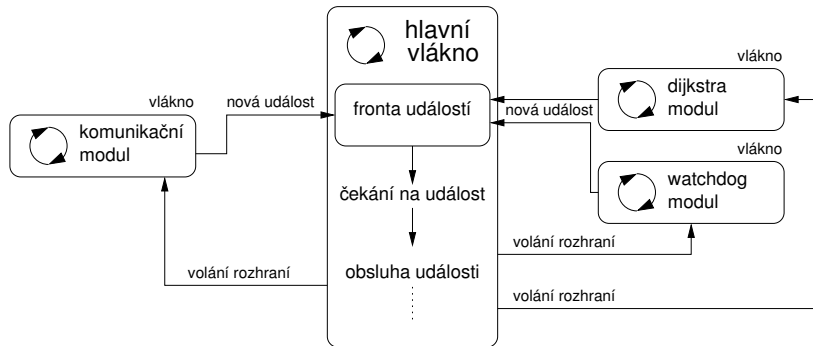 hlavní
vlákno
vlákno
nová událost
komunikační
modul
fronta událostí
nová událost
vlákno
dijkstra
modul
vlákno
watchdog
modul
čekání na událost
volání rozhraní
volání rozhraní
obsluha události
volání rozhraní